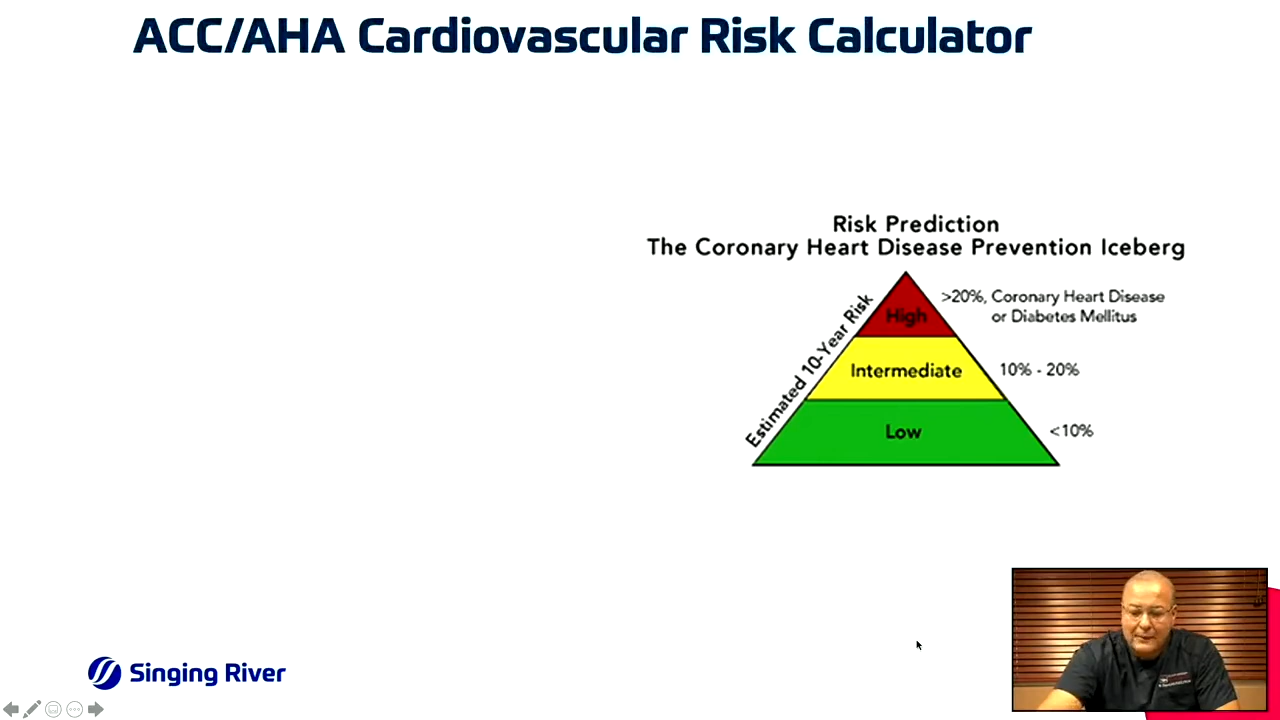 ACC/AHA Cardiovascular Risk Calculator
Risk Prediction
The Coronary Heart Disease Prevention Iceberg
Estimated 10-Year Risk
High
>20%, Coronary Heart Disease
or Diabetes Mellitus
Intermediate
10% - 20%
Low
<10%
Singing River